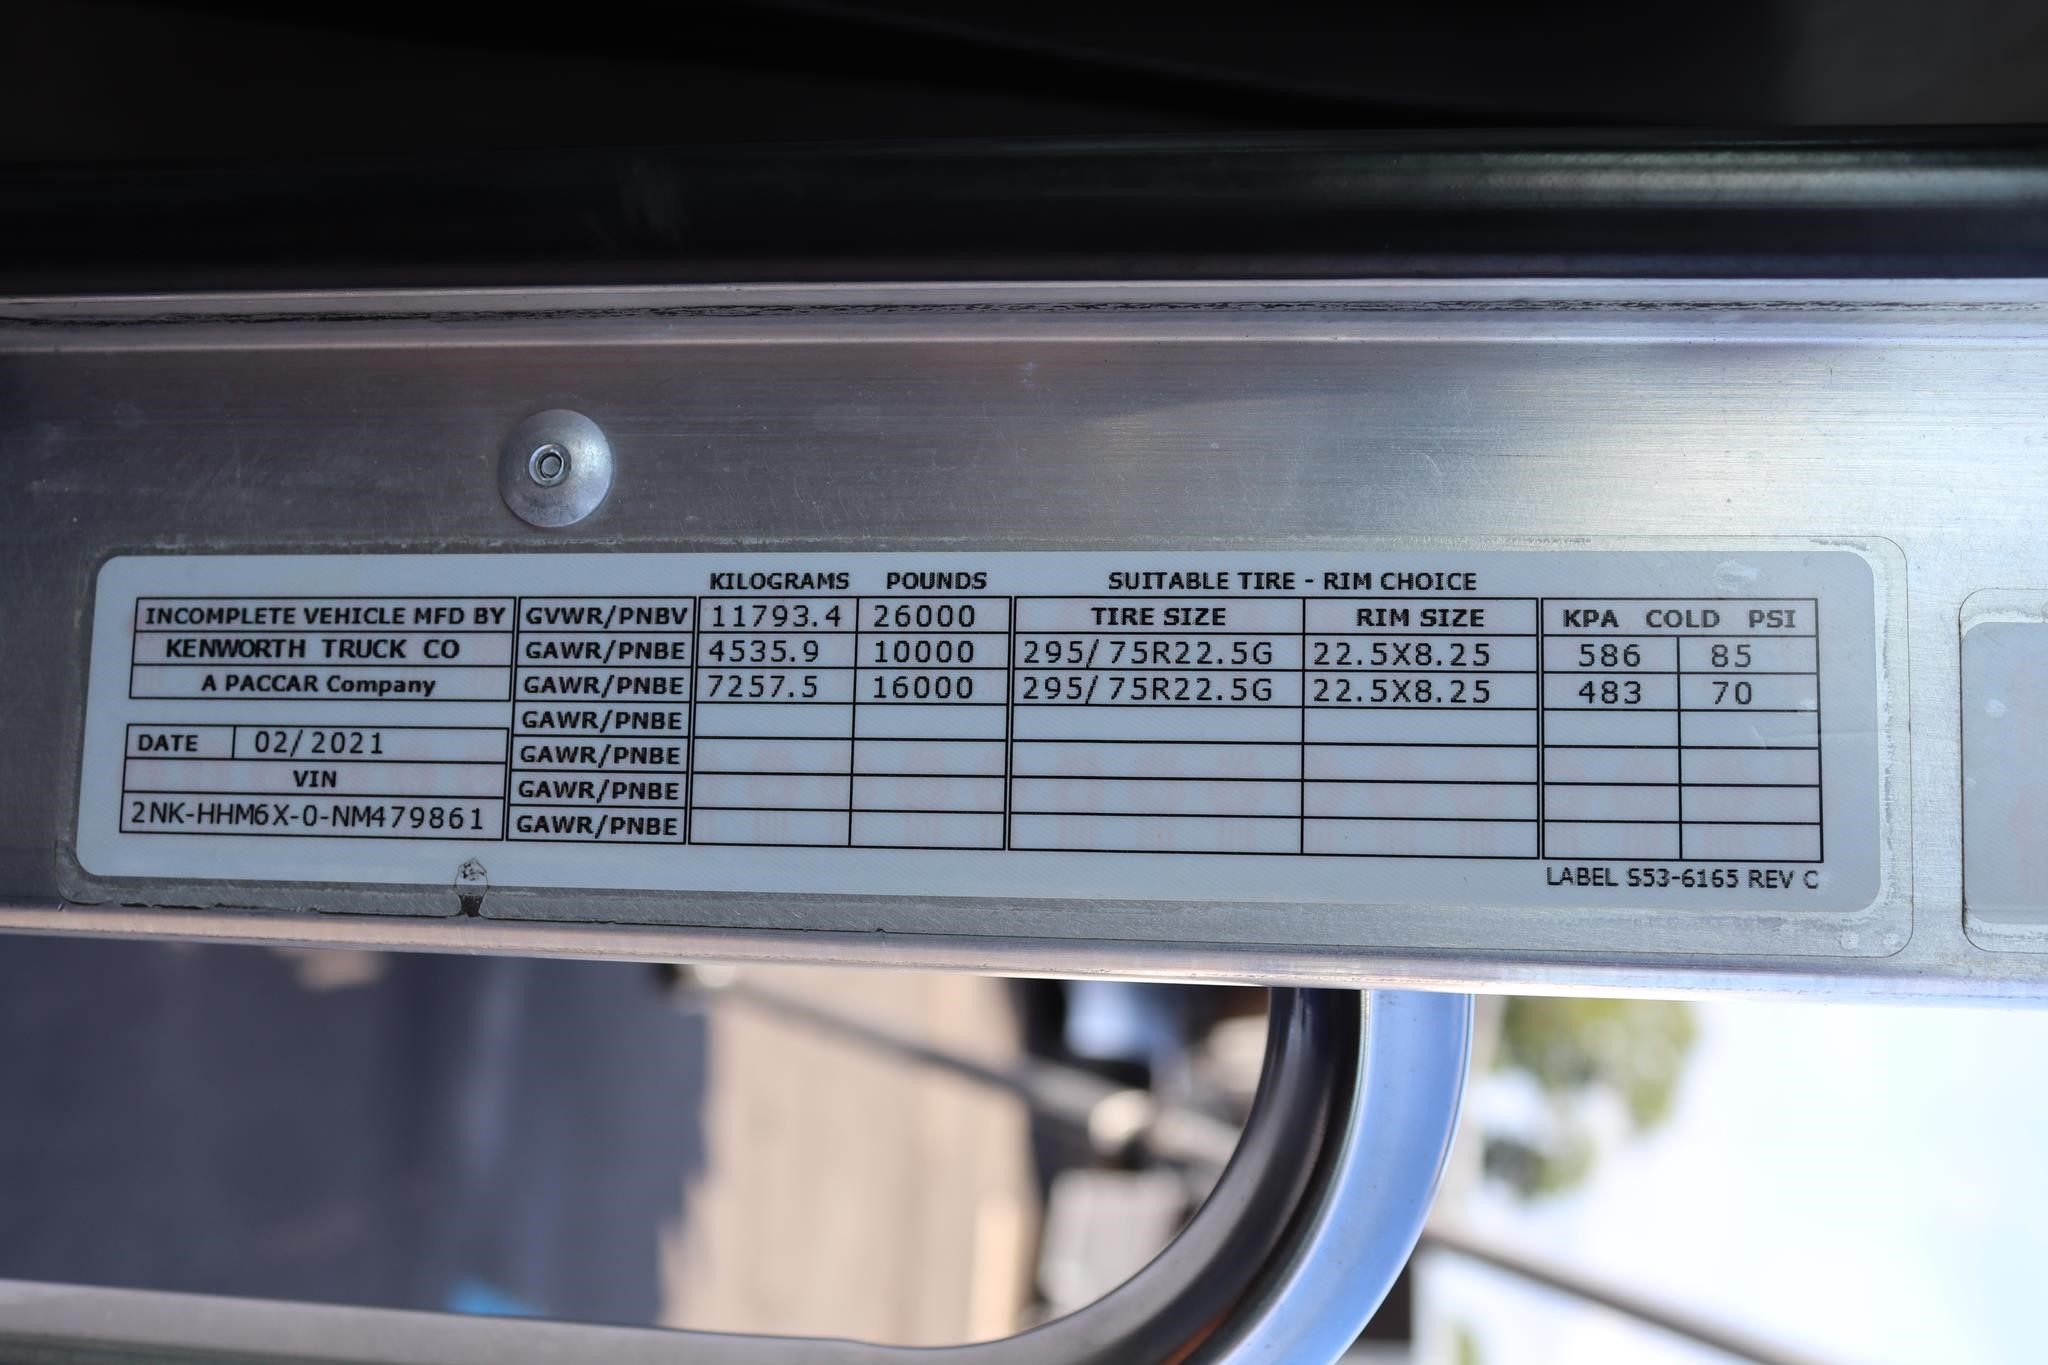 KILOGRAMS POUNDS SUITABLE TIRE - RIM CHOICE
INCOMPLETE VEHICLE MFD BY GVWR/PNBV 11793.4 26000 TIRE SIZE RIM SIZE KPA COLD PSI
KENWORTH TRUCK CO GAWR/PNBE 4535.9 10000 295/75R22.5G 22.5X8.25 586 85
A PACCAR Company GAWR/PNBE 7257.5 16000 295/75R22.5G 22.5X8.25 483 70
GAWR/PNBE
DATE 02/2021 GAWR/PNBE
VIN GAWR/PNBE
2NK-HHM6X-0-NM479861 GAWR/PNBE
LABEL S53-6165 REV C